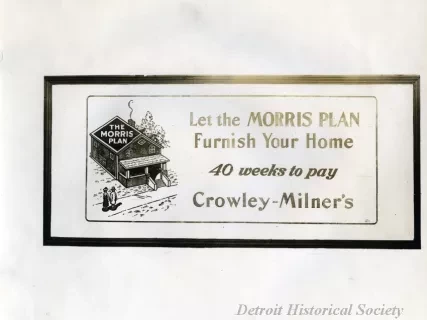 THE
MORRIS
PLAN
Let the MORRIS PLAN
Furnish Your Home
40 weeks to pay
Crowley-Milner's
Detroit Historical Society